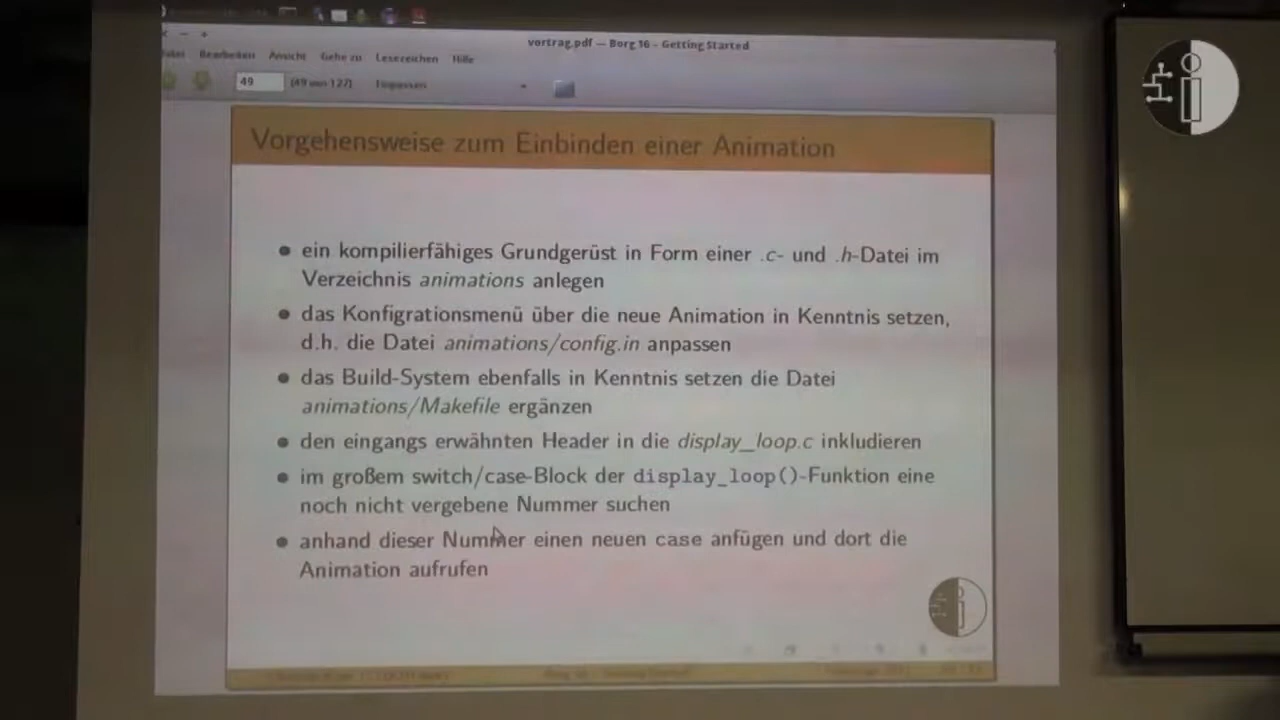 vortrag.pdf — Borg 16 - Getting Started
Bearbeiten Ansicht Gehe zu Lesezeichen Hilfe
49 (49 von 127)
Vorgehensweise zum Einbinden einer Animation
ein kompilierfähiges Grundgerüst in Form einer .c- und .h-Datei im
Verzeichnis animations anlegen
das Konfigrationsmenü über die neue Animation in Kenntnis setzen,
d.h. die Datei animations/config.in anpassen
das Build-System ebenfalls in Kenntnis setzen die Datei
animations/Makefile ergänzen
den eingangs erwähnten Header in die display_loop.c inkludieren
im großem switch/case-Block der display_loop()-Funktion eine
noch nicht vergebene Nummer suchen
anhand dieser Nummer einen neuen case anfügen und dort die
Animation aufrufen